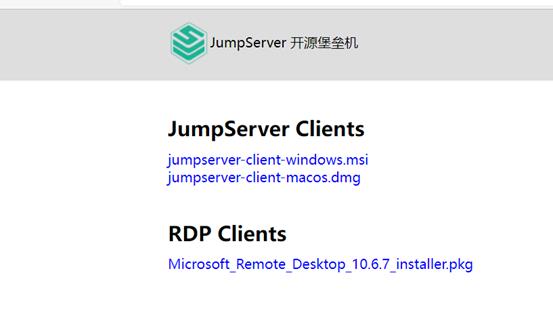 JumpServer 开源堡垒机
JumpServer Clients
jumpserver-client-windows.msi
jumpserver-client-macos.dmg
RDP Clients
Microsoft_Remote_Desktop_10.6.7_installer.pkg